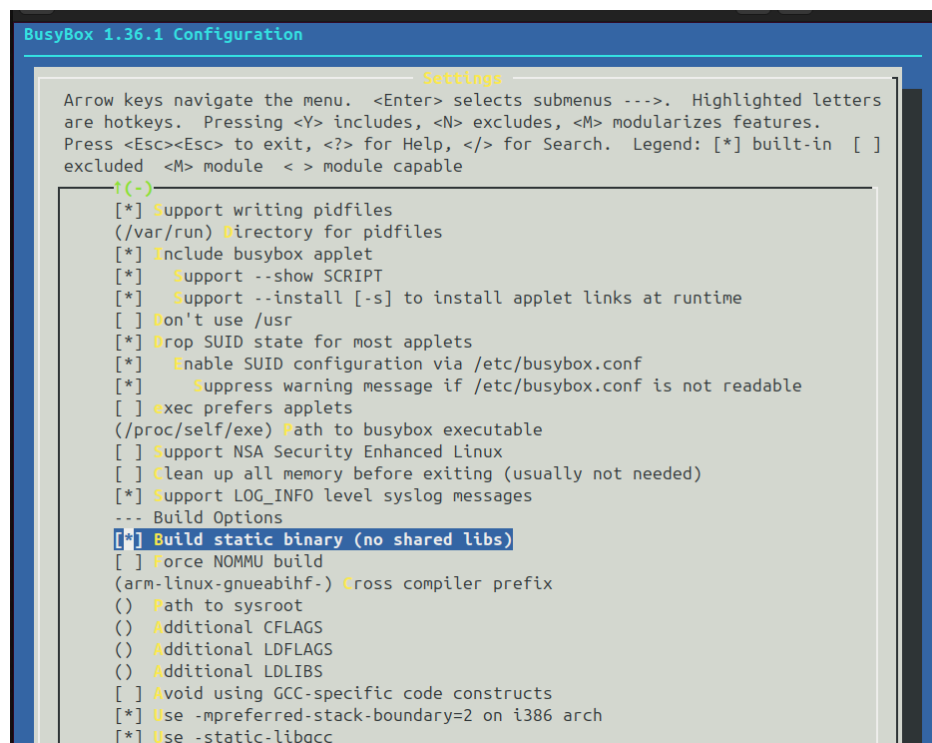 BusyBox 1.36.1 Configuration
Settings
Arrow keys navigate the menu.  <Enter> selects submenus --->.  Highlighted letters
are hotkeys.  Pressing <Y> includes, <N> excludes, <M> modularizes features.
Press <Esc><Esc> to exit, <?> for Help, </> for Search.  Legend: [*] built-in  [ ]
excluded  <M> module  < > module capable
↑(-)
[*] Support writing pidfiles
(/var/run) Directory for pidfiles
[*] Include busybox applet
[*]   Support --show SCRIPT
[*]   Support --install [-s] to install applet links at runtime
[ ] Don't use /usr
[*] Drop SUID state for most applets
[*]   Enable SUID configuration via /etc/busybox.conf
[*]     Suppress warning message if /etc/busybox.conf is not readable
[ ] exec prefers applets
(/proc/self/exe) Path to busybox executable
[ ] Support NSA Security Enhanced Linux
[ ] Clean up all memory before exiting (usually not needed)
[*] Support LOG_INFO level syslog messages
--- Build Options
[*] Build static binary (no shared libs)
[ ] Force NOMMU build
(arm-linux-gnueabihf-) Cross compiler prefix
()  Path to sysroot
()  Additional CFLAGS
()  Additional LDFLAGS
()  Additional LDLIBS
[ ] Avoid using GCC-specific code constructs
[*] Use -mpreferred-stack-boundary=2 on i386 arch
[*] Use -static-libgcc